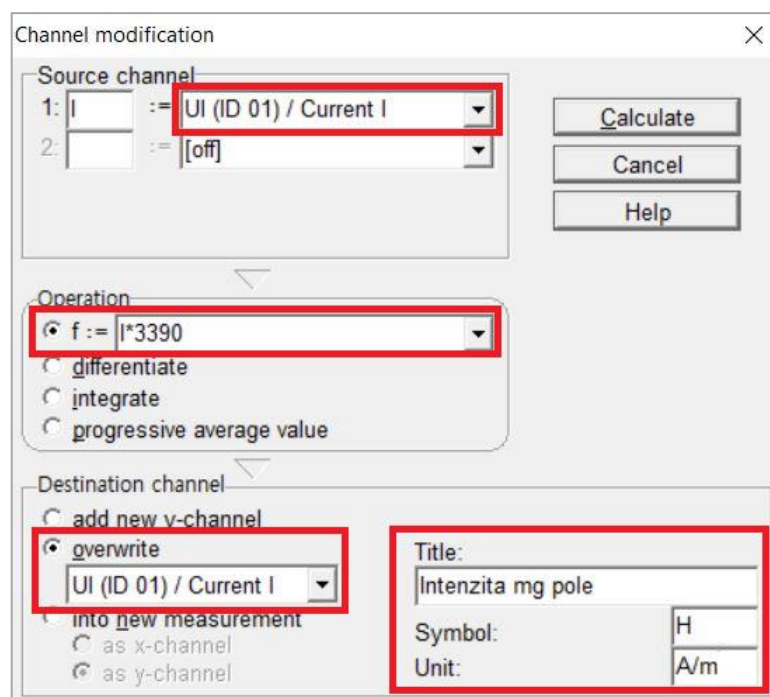 Channel modification
Source channel
1: I := UI (ID 01) / Current I
2: := [off]
Calculate
Cancel
Help
Operation
f := I*3390
differentiate
integrate
progressive average value
Destination channel
add new y-channel
overwrite
UI (ID 01) / Current I
into new measurement
as x-channel
as y-channel
Title:
Intenzita mg pole
Symbol: H
Unit: A/m